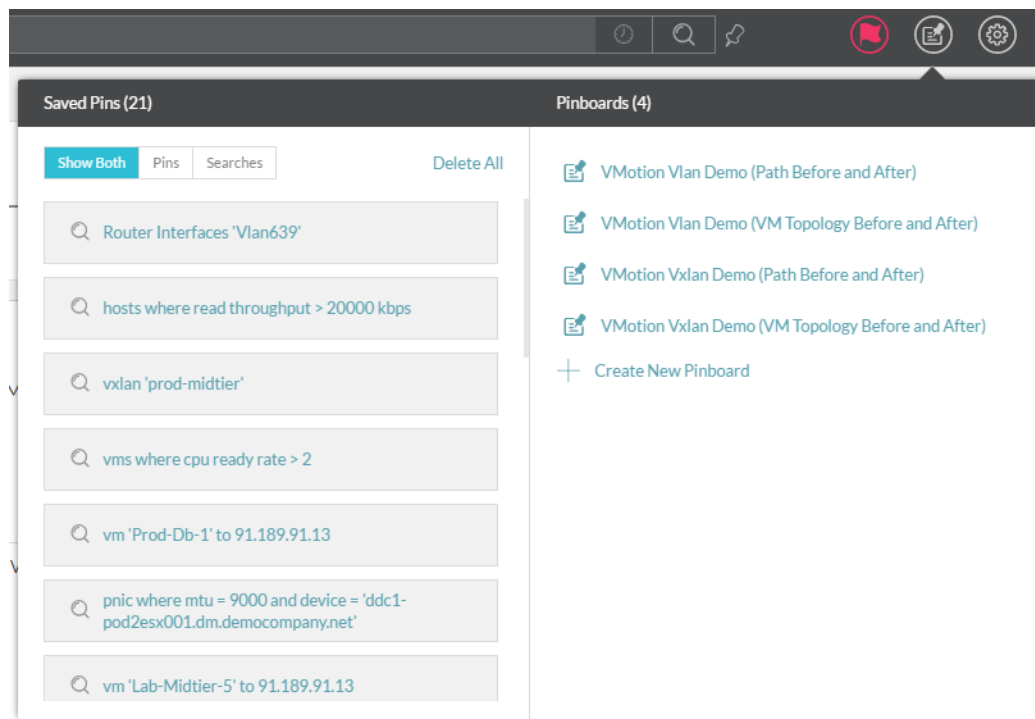 Saved Pins (21)
Pinboards (4)
Show Both
Pins
Searches
Delete All
Router Interfaces 'Vlan639'
hosts where read throughput > 20000 kbps
vxlan 'prod-midtier'
vms where cpu ready rate > 2
vm 'Prod-Db-1' to 91.189.91.13
pnic where mtu = 9000 and device = 'ddc1-
pod2esx001.dm.democompany.net'
vm 'Lab-Midtier-5' to 91.189.91.13
VMotion Vlan Demo (Path Before and After)
VMotion Vlan Demo (VM Topology Before and After)
VMotion Vxlan Demo (Path Before and After)
VMotion Vxlan Demo (VM Topology Before and After)
Create New Pinboard